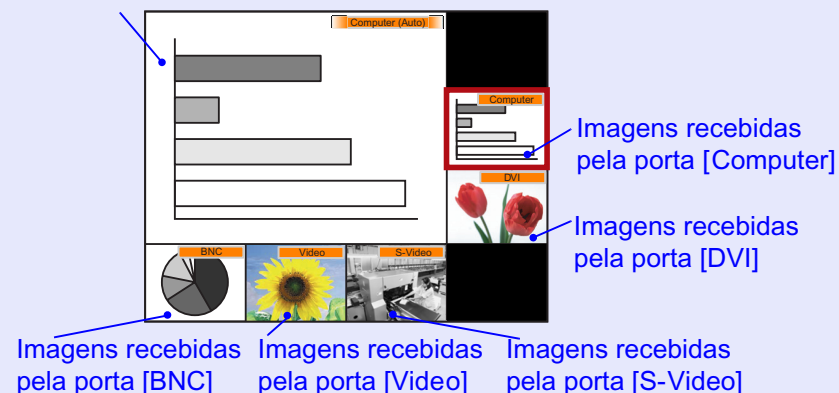 Computer (Auto)
Computer
Imagens recebidas
pela porta [Computer]
DVI
Imagens recebidas
pela porta [DVI]
BNC
Video
S-Video
Imagens recebidas
pela porta [BNC]
Imagens recebidas
pela porta [Video]
Imagens recebidas
pela porta [S-Video]